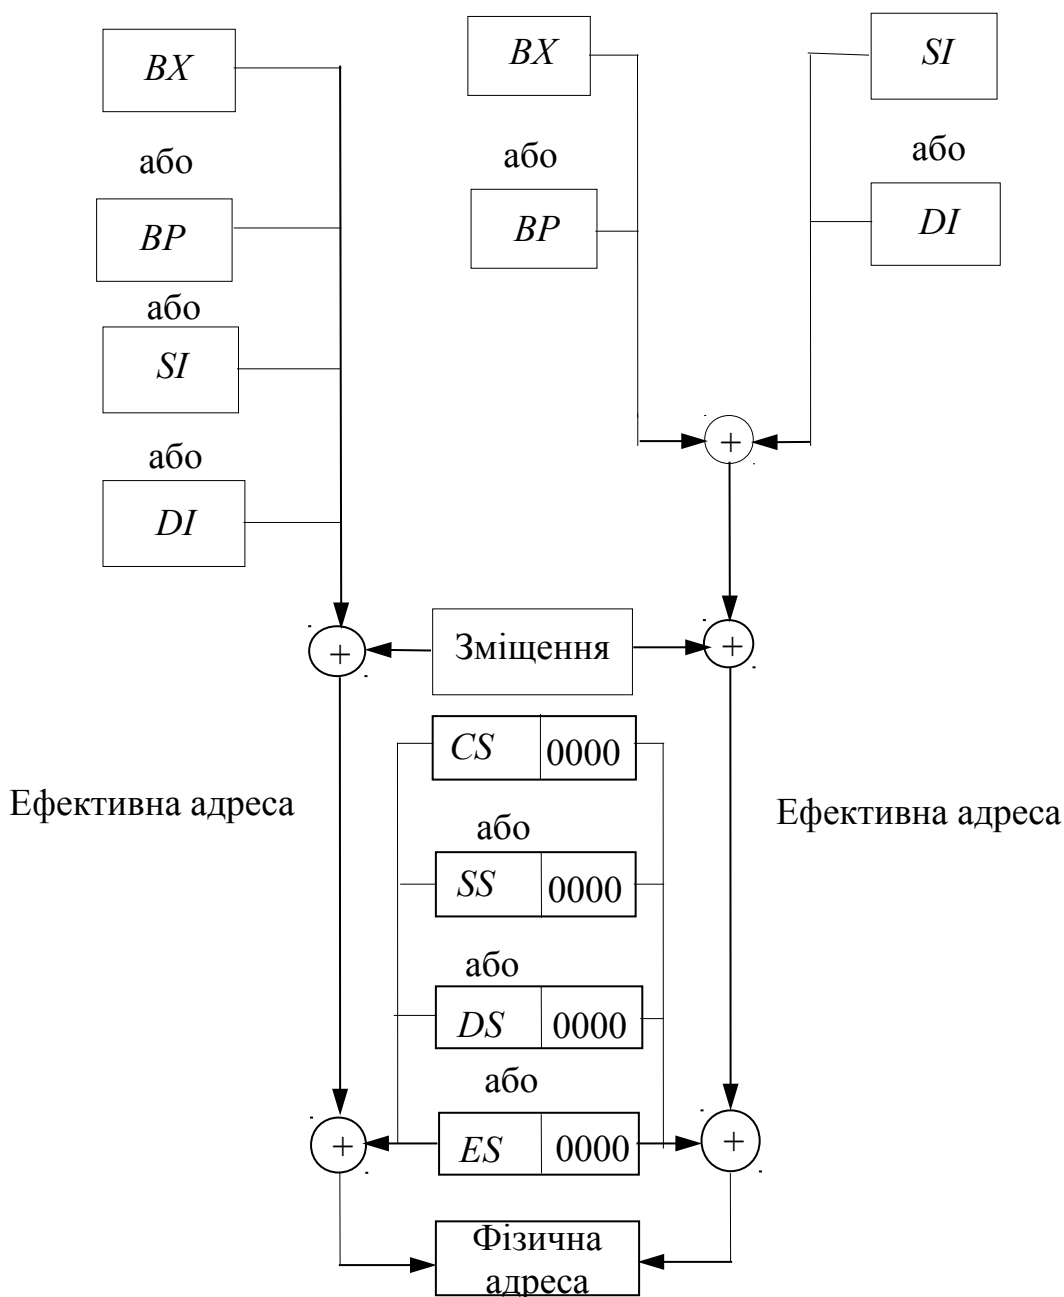 BX
або
BP
або
SI
або
DI
BX
або
BP
SI
або
DI
+
+
Зміщення
+
CS 0000
або
SS 0000
або
DS 0000
або
ES 0000
Ефективна адреса
Ефективна адреса
+
+
Фізична
адреса